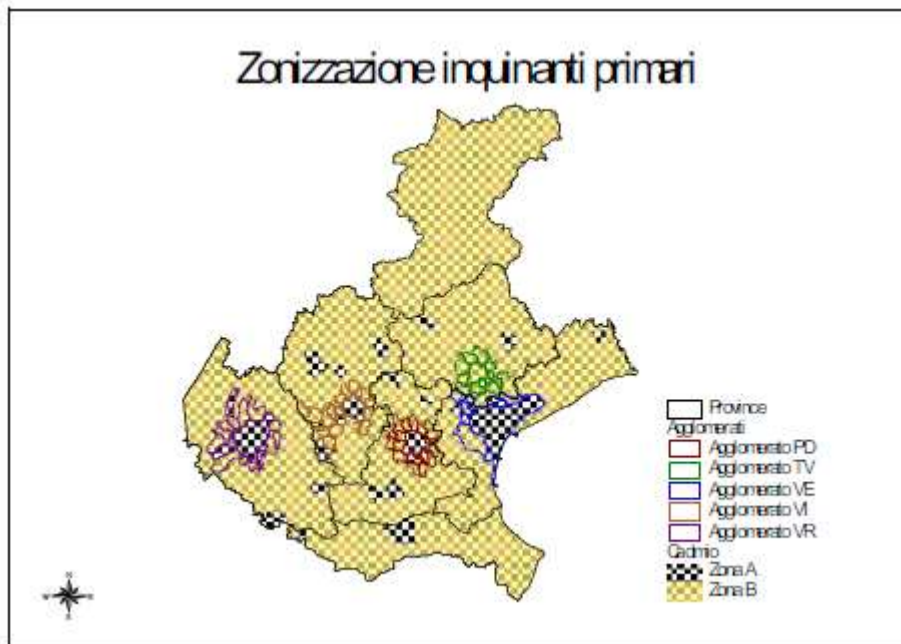 Zonizzazione inquinanti primari
Province
Agglomerati
Agglomerato PD
Agglomerato TV
Agglomerato VE
Agglomerato VI
Agglomerato VR
Cadmio
Zona A
Zona B